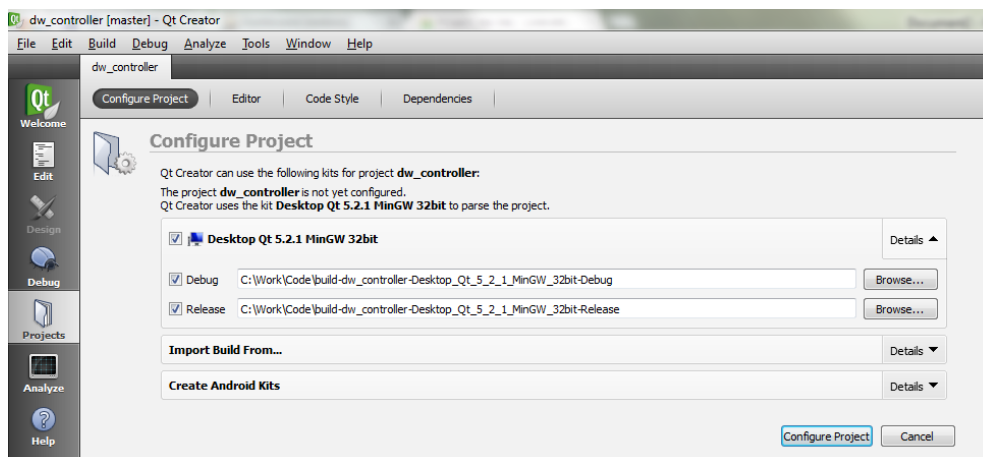 dw_controller [master] - Qt Creator
File Edit Build Debug Analyze Tools Window Help
dw_controller
Configure Project Editor Code Style Dependencies
Qt
Welcome
Edit
Design
Debug
Projects
Analyze
Help
Configure Project
Qt Creator can use the following kits for project dw_controller:
The project dw_controller is not yet configured.
Qt Creator uses the kit Desktop Qt 5.2.1 MinGW 32bit to parse the project.
Desktop Qt 5.2.1 MinGW 32bit Details
Debug C:\Work\Code\build-dw_controller-Desktop_Qt_5_2_1_MinGW_32bit-Debug Browse...
Release C:\Work\Code\build-dw_controller-Desktop_Qt_5_2_1_MinGW_32bit-Release Browse...
Import Build From... Details
Create Android Kits Details
Configure Project Cancel